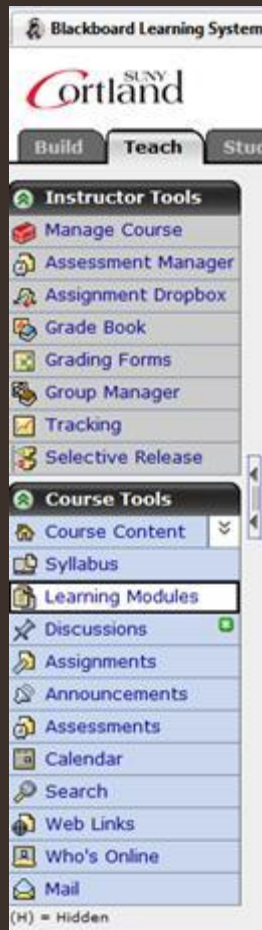 Blackboard Learning System
SUNY
Cortland
Build Teach Stud
Instructor Tools
Manage Course
Assessment Manager
Assignment Dropbox
Grade Book
Grading Forms
Group Manager
Tracking
Selective Release
Course Tools
Course Content
Syllabus
Learning Modules
Discussions
Assignments
Announcements
Assessments
Calendar
Search
Web Links
Who's Online
Mail
(H) = Hidden